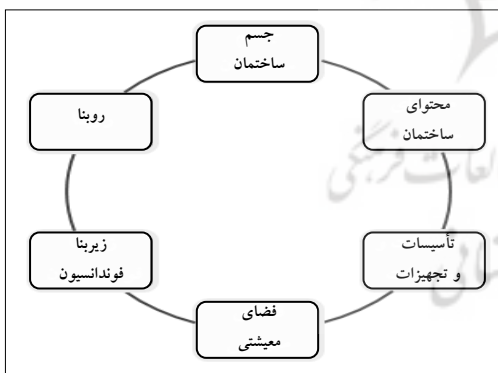 جسم
ساختمان
محتوای
ساختمان
روبنا
تأسیسات
و تجهیزات
زیربنا
فوندانسیون
فضای
معیشتی